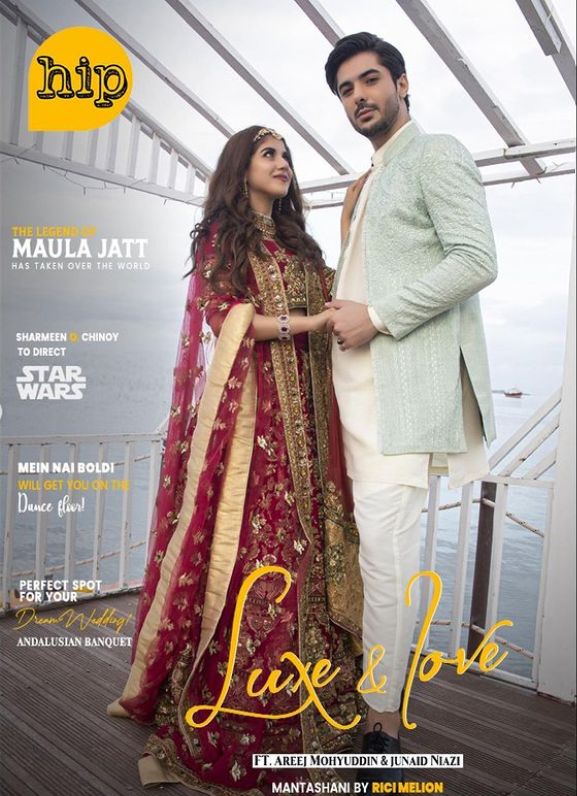 hip
THE LEGEND OF
MAULA JATT
HAS TAKEN OVER THE WORLD
SHARMEEN O. CHINOY
TO DIRECT
STAR
WARS
MEIN NAI BOLDI
WILL GET YOU ON THE
Dance floor!
PERFECT SPOT
FOR YOUR
Dream Wedding!
ANDALUSIAN BANQUET
Luxe & love
FT. AREEJ MOHYUDDIN & JUNAID NIAZI
MANTASHANI BY RICI MELION